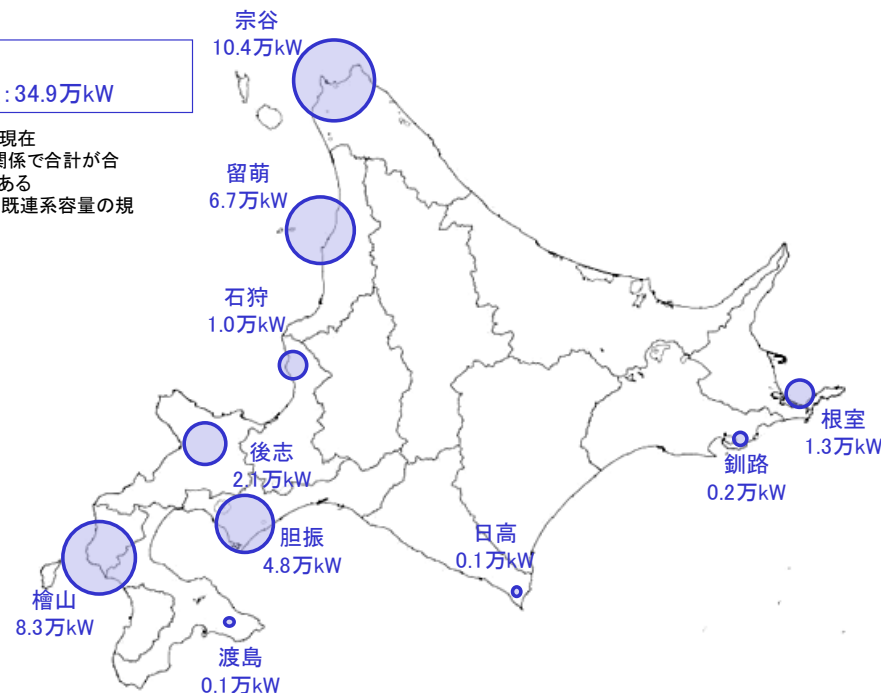 ：34.9万kW
現在
関係で合計が合
ある
既連系容量の規
宗谷
10.4万kW
留萌
6.7万kW
石狩
1.0万kW
後志
2.1万kW
胆振
4.8万kW
檜山
8.3万kW
渡島
0.1万kW
日高
0.1万kW
釧路
0.2万kW
根室
1.3万kW